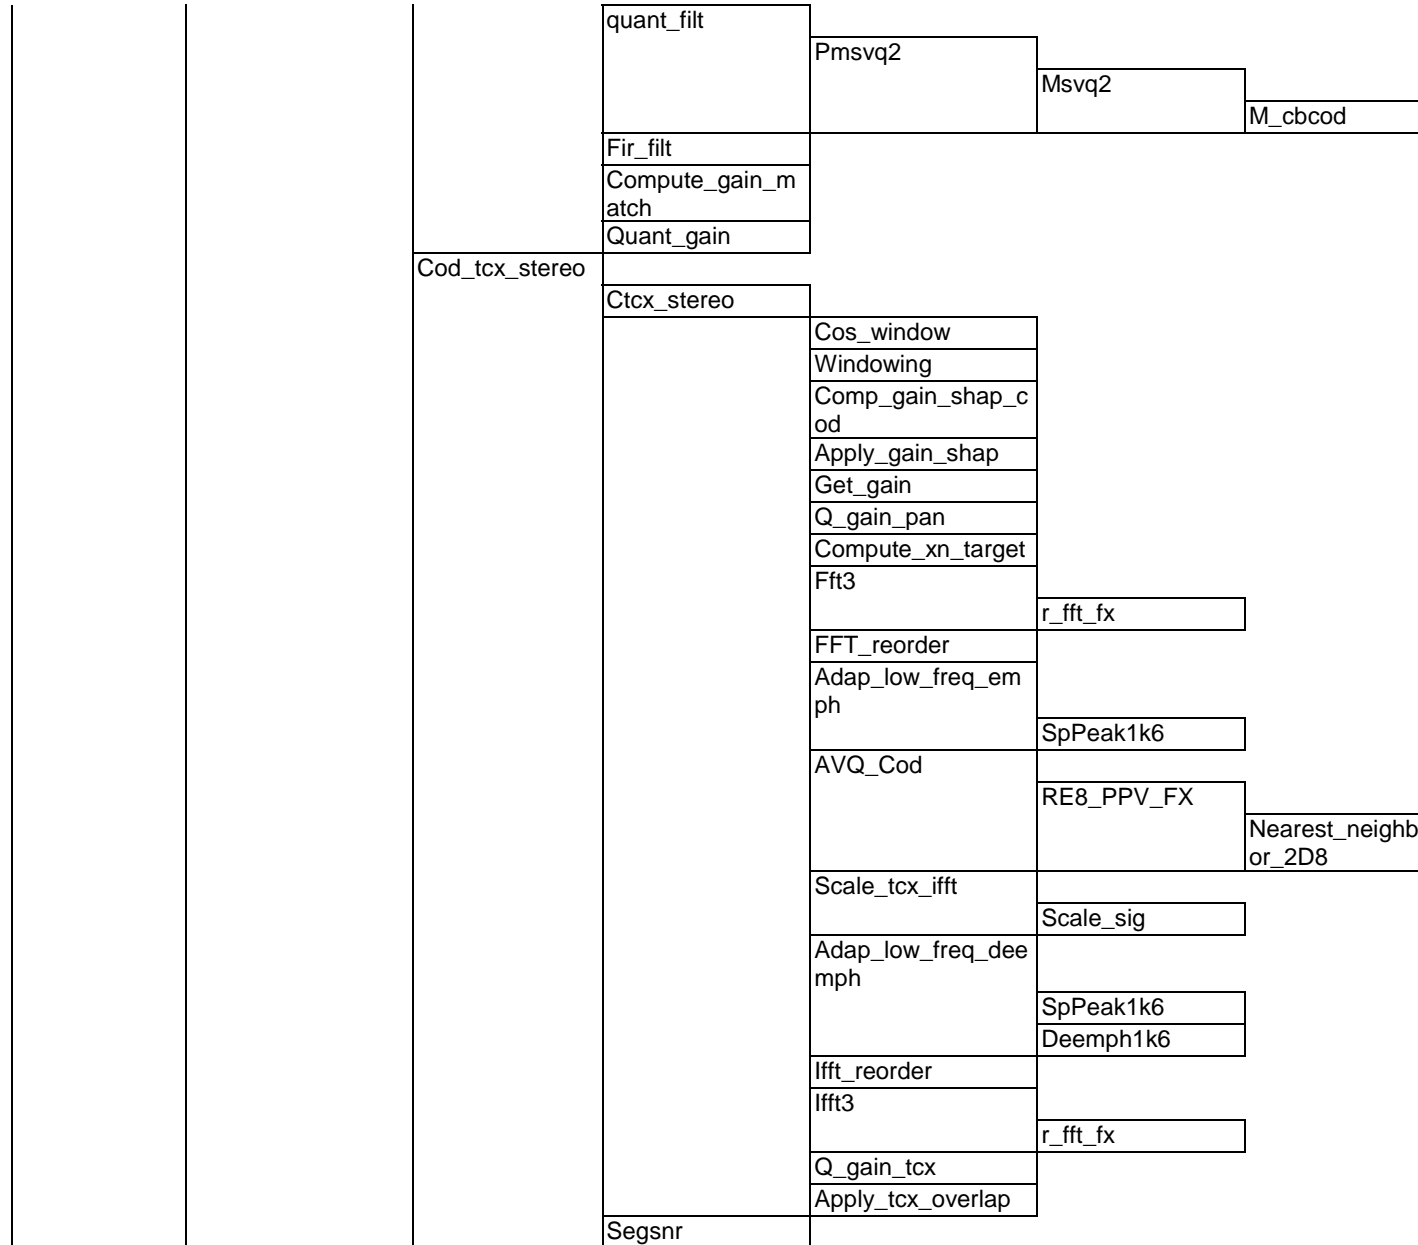 quant_filt
Pmsvq2
Msvq2
M_cbcod
Fir_filt
Compute_gain_m
atch
Quant_gain
Cod_tcx_stereo
Ctcx_stereo
Cos_window
Windowing
Comp_gain_shap_c
od
Apply_gain_shap
Get_gain
Q_gain_pan
Compute_xn_target
Fft3
r_fft_fx
FFT_reorder
Adap_low_freq_em
ph
SpPeak1k6
AVQ_Cod
RE8_PPV_FX
Nearest_neighb
or_2D8
Scale_tcx_ifft
Scale_sig
Adap_low_freq_dee
mph
SpPeak1k6
Deemph1k6
Ifft_reorder
Ifft3
r_fft_fx
Q_gain_tcx
Apply_tcx_overlap
Segsnr